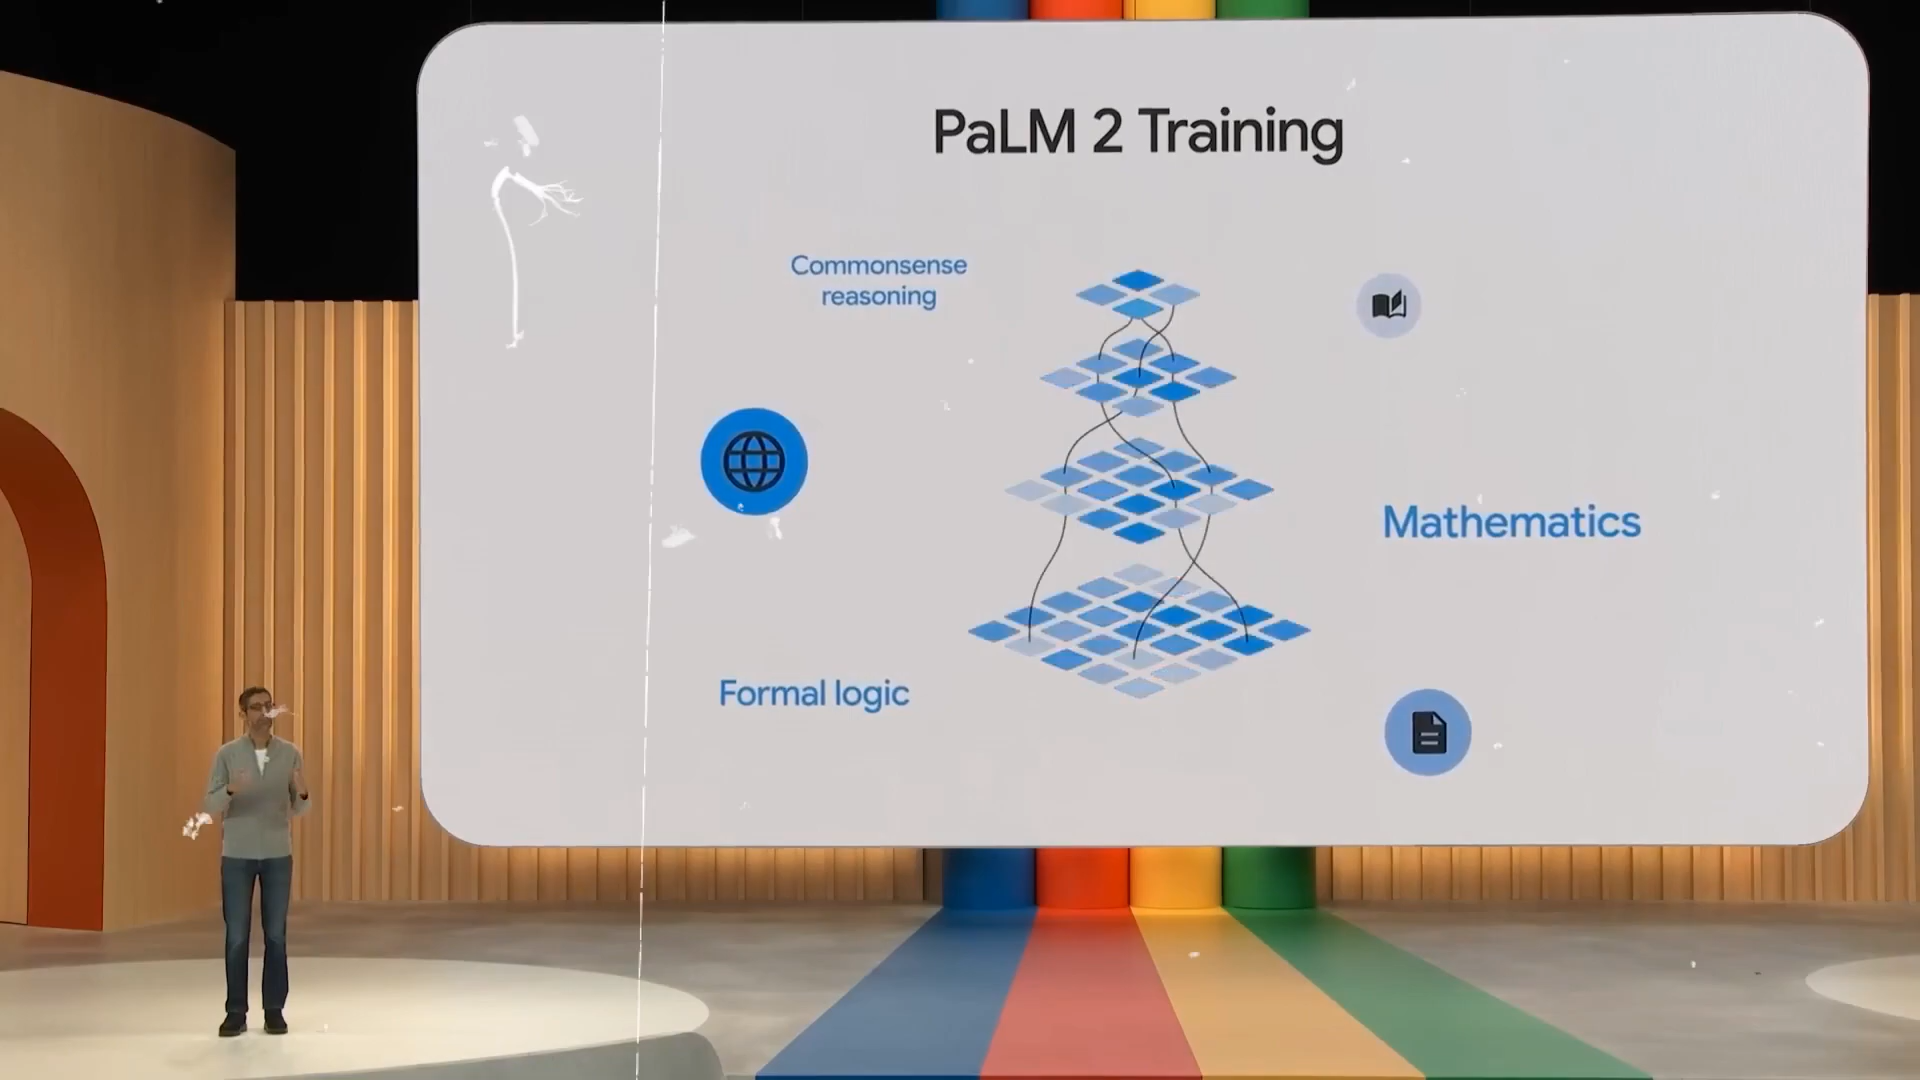 PaLM 2 Training
Commonsense
reasoning
Mathematics
Formal logic